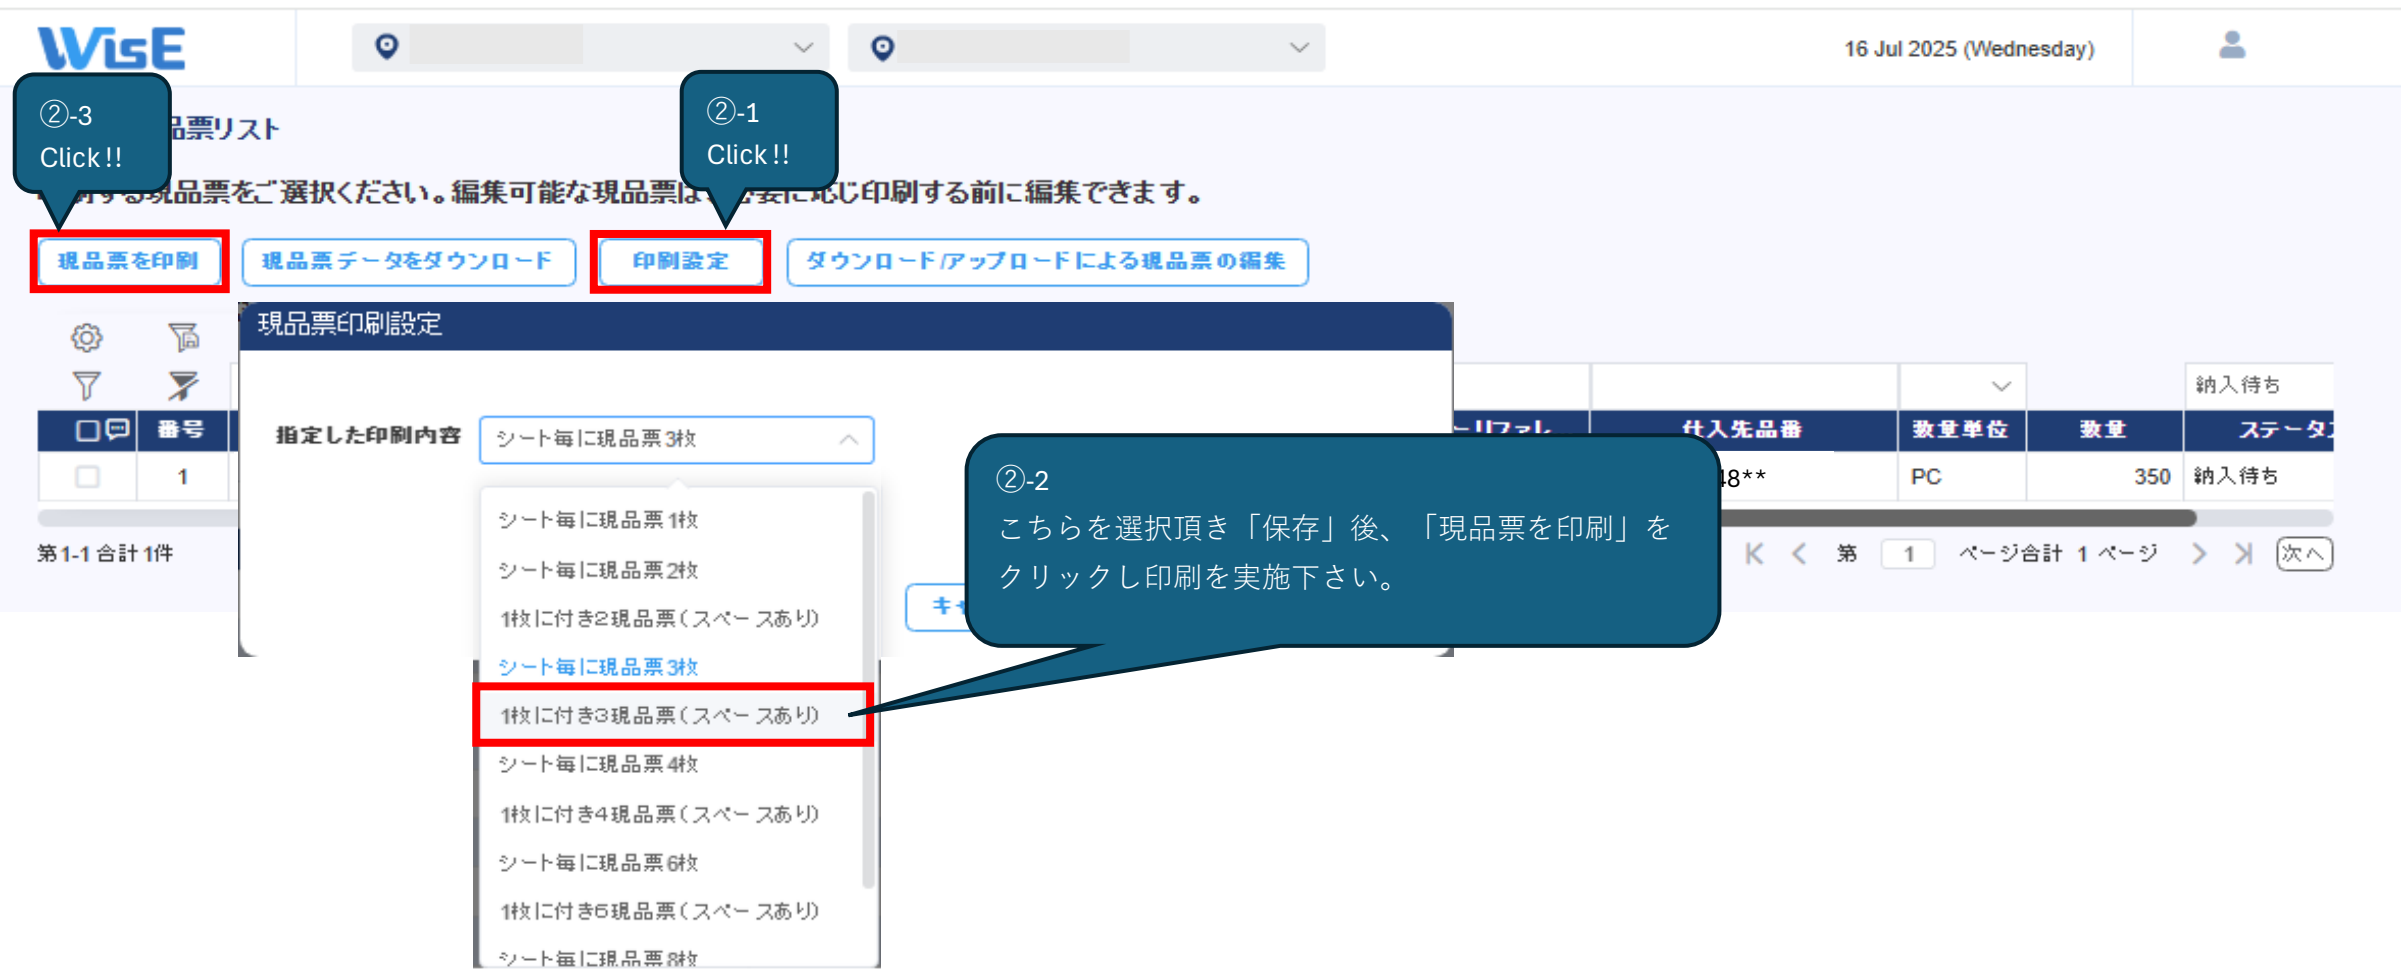 WisE
16 Jul 2025 (Wednesday)
②-3
Click!!
②-1
Click!!
品票リスト
現品票をご選択ください。編集可能な現品票は
応じ印刷する前に編集できます。
現品票を印刷
現品票データをダウンロード
印刷設定
ダウンロード/アップロードによる現品票の編集
現品票印刷設定
納入待ち
番号
仕入先品番
数量単位
数量
1
48**
PC
350
納入待ち
指定した印刷内容
シート毎に現品票3枚
シート毎に現品票1枚
シート毎に現品票2枚
1枚に付き2現品票(スペースあり)
シート毎に現品票3枚
1枚に付き3現品票(スペースあり)
シート毎に現品票4枚
1枚に付き4現品票(スペースあり)
シート毎に現品票6枚
1枚に付き6現品票(スペースあり)
シート毎に現品票8枚
②-2
こちらを選択頂き「保存」後、「現品票を印刷」を
クリックし印刷を実施下さい。
第1-1 合計1件
第 1 ページ合計 1 ページ
次へ